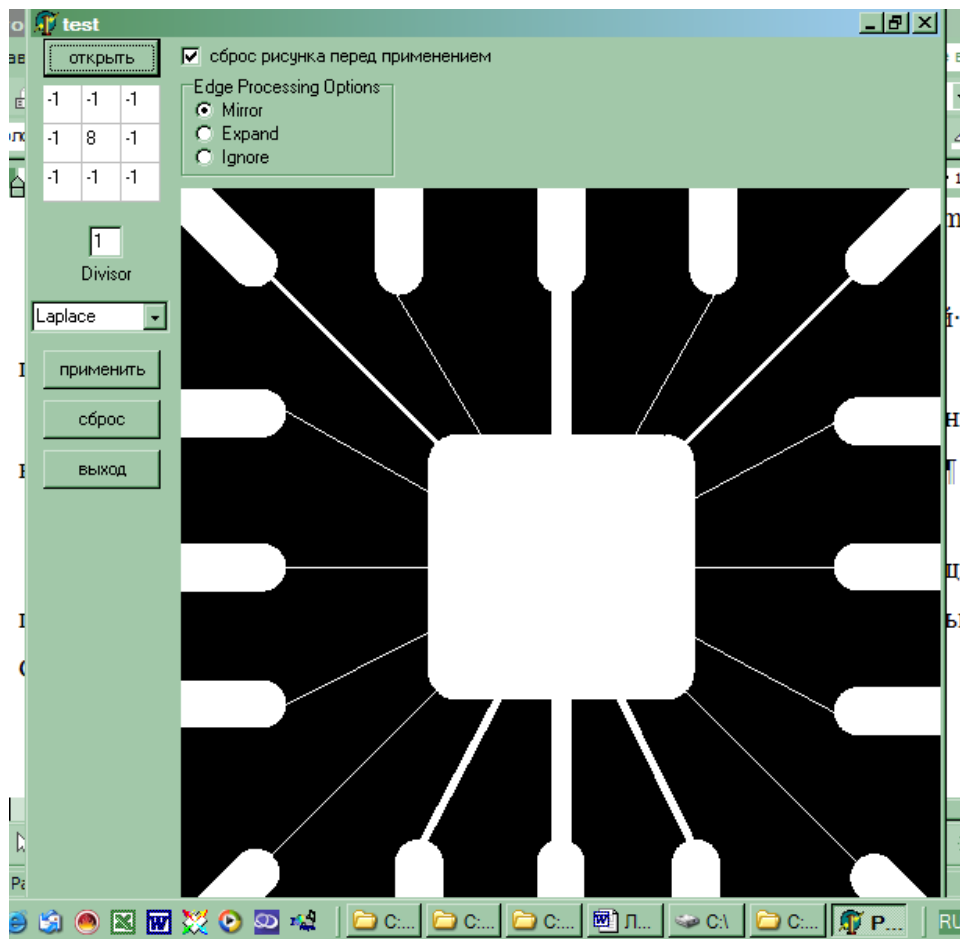 test
открыть
сброс рисунка перед применением
Edge Processing Options
Mirror
Expand
Ignore
-1 -1 -1
-1 8 -1
-1 -1 -1
1
Divisor
Laplace
применить
сброс
выход
C:...
C:...
C:...
Л...
C:\
C:...
P...
RU